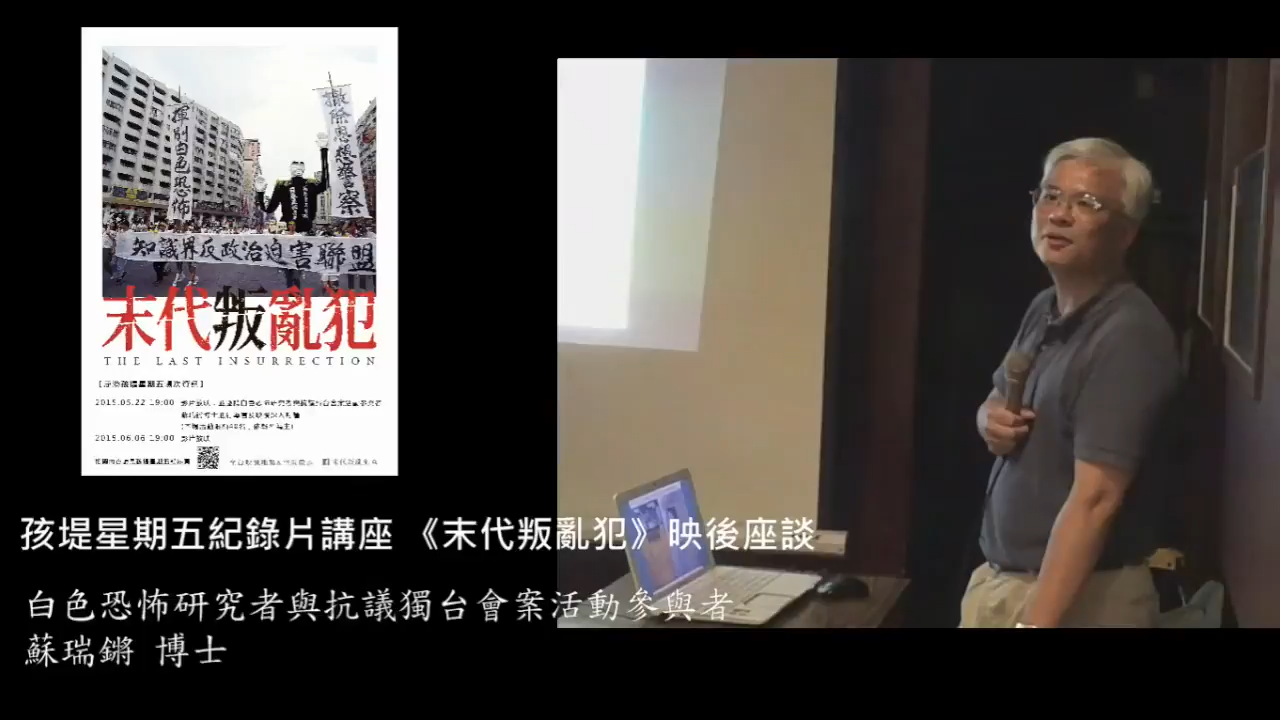 揮別白色恐怖
撤除思想警察
知識界反政治迫害聯盟
末代叛亂犯
THE LAST INSURRECTION
2015.05.22 19:00
2015.06.06 19:00
孩堤星期五紀錄片講座 《末代叛亂犯》映後座談
白色恐怖研究者與抗議獨台會案活動參與者
蘇瑞鏘 博士